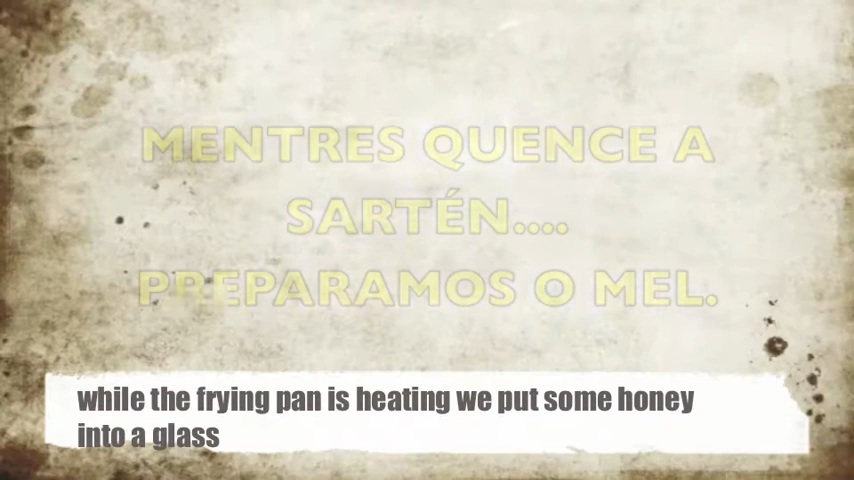 MENTRES QUENCE A
SARTÉN....
PREPARAMOS O MEL.
while the frying pan is heating we put some honey
into a glass